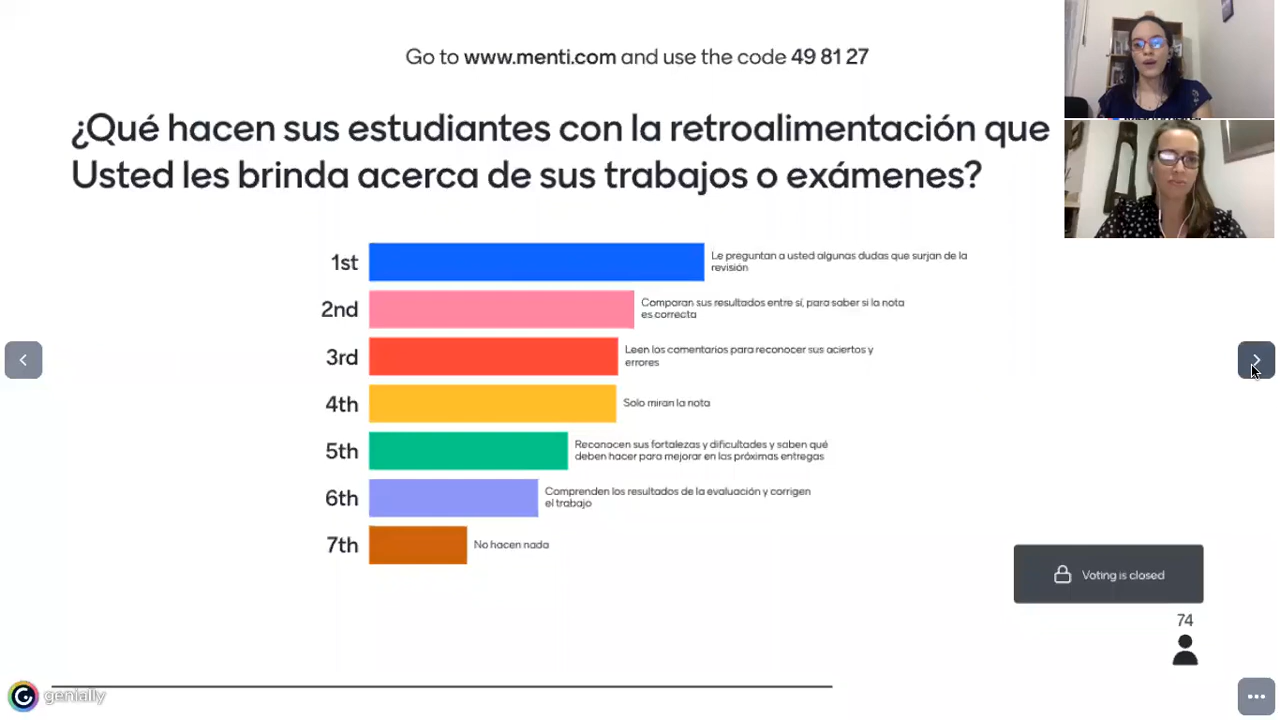 Go to www.menti.com and use the code 49 81 27
¿Qué hacen sus estudiantes con la retroalimentación que
Usted les brinda acerca de sus trabajos o exámenes?
1st
Le preguntan a usted algunas dudas que surjan de la
revisión
2nd
Comparan sus resultados entre sí, para saber si la nota
es correcta
3rd
Leen los comentarios para reconocer sus aciertos y
errores
4th
Solo miran la nota
5th
Reconocen sus fortalezas y dificultades y saben qué
deben hacer para mejorar en las próximas entregas
6th
Comprenden los resultados de la evaluación y corrigen
el trabajo
7th
No hacen nada
Voting is closed
74
genially